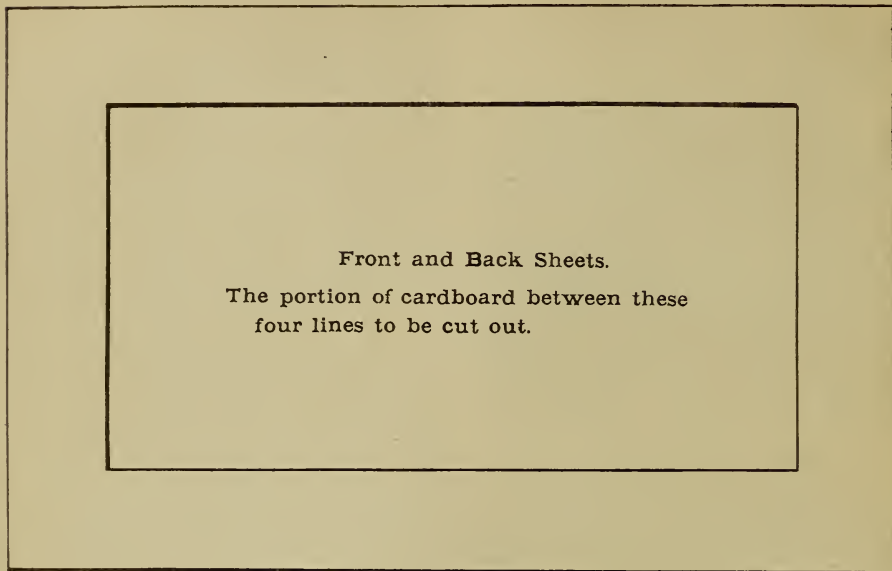 Front and Back Sheets.
The portion of cardboard between these
four lines to be cut out.